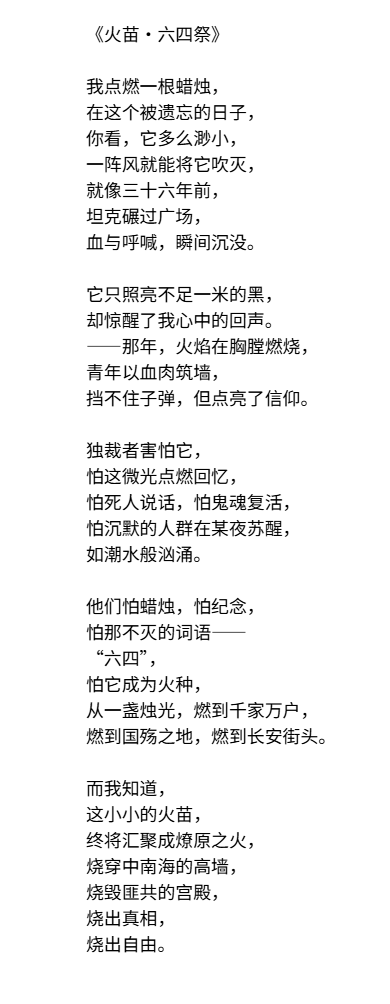 《火苗·六四祭》
我点燃一根蜡烛，
在这个被遗忘的日子，
你看，它多么渺小，
一阵风就能将它吹灭，
就像三十六年前，
坦克碾过广场，
血与呼喊，瞬间沉没。
它只照亮不足一米的黑，
却惊醒了我心中的回声。
——那年，火焰在胸膛燃烧，
青年以血肉筑墙，
挡不住子弹，但点亮了信仰。
独裁者害怕它，
怕这微光点燃回忆，
怕死人说话，怕鬼魂复活，
怕沉默的人群在某夜苏醒，
如潮水般汹涌。
他们怕蜡烛，怕纪念，
怕那不灭的词语——
“六四”，
怕它成为火种，
从一盏烛光，燃到千家万户，
燃到国殇之地，燃到长安街头。
而我知道，
这小小的火苗，
终将汇聚成燎原之火，
烧穿中南海的高墙，
烧毁匪共的宫殿，
烧出真相，
烧出自由。